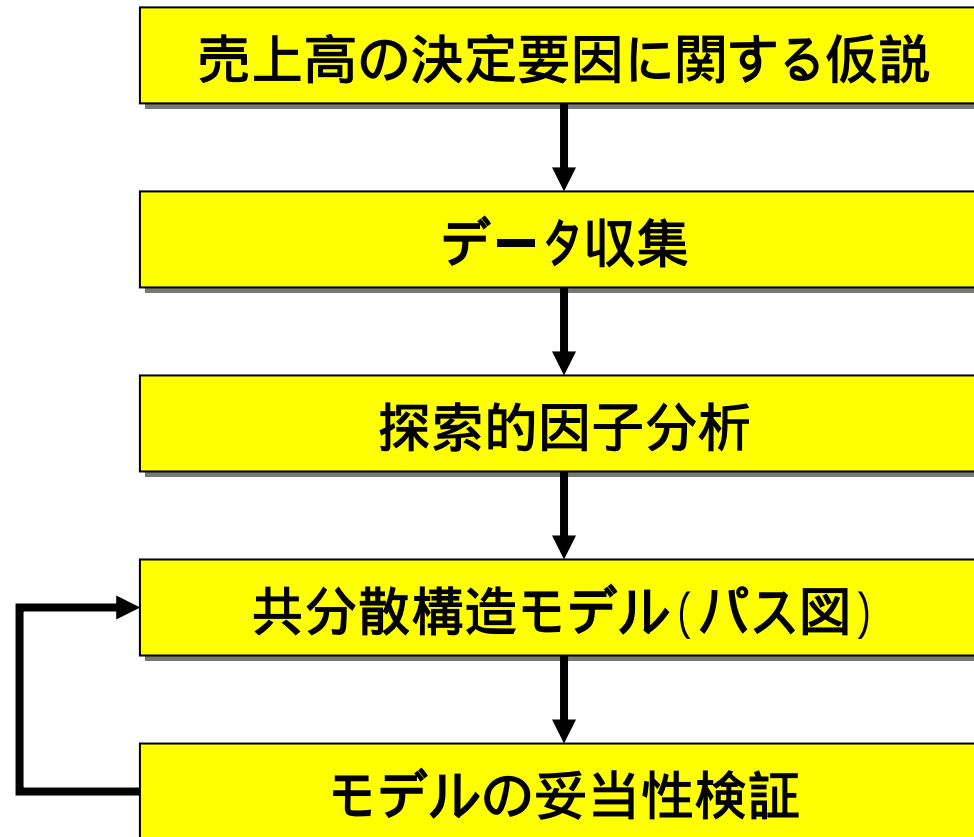 売上高の決定要因に関する仮説
データ収集
探索的因子分析
共分散構造モデル(パス図)
モデルの妥当性検証